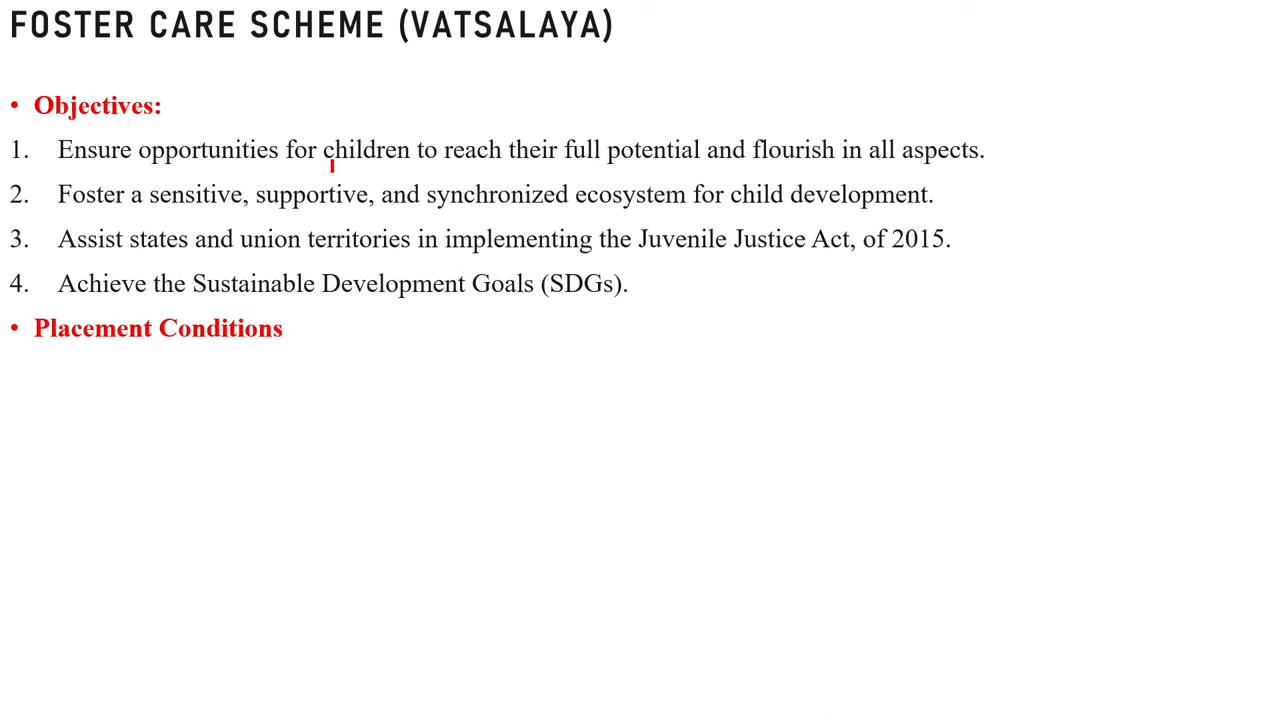 FOSTER CARE SCHEME (VATSALAYA)
• Objectives:
1. Ensure opportunities for children to reach their full potential and flourish in all aspects.
2. Foster a sensitive, supportive, and synchronized ecosystem for child development.
3. Assist states and union territories in implementing the Juvenile Justice Act, of 2015.
4. Achieve the Sustainable Development Goals (SDGs).
• Placement Conditions